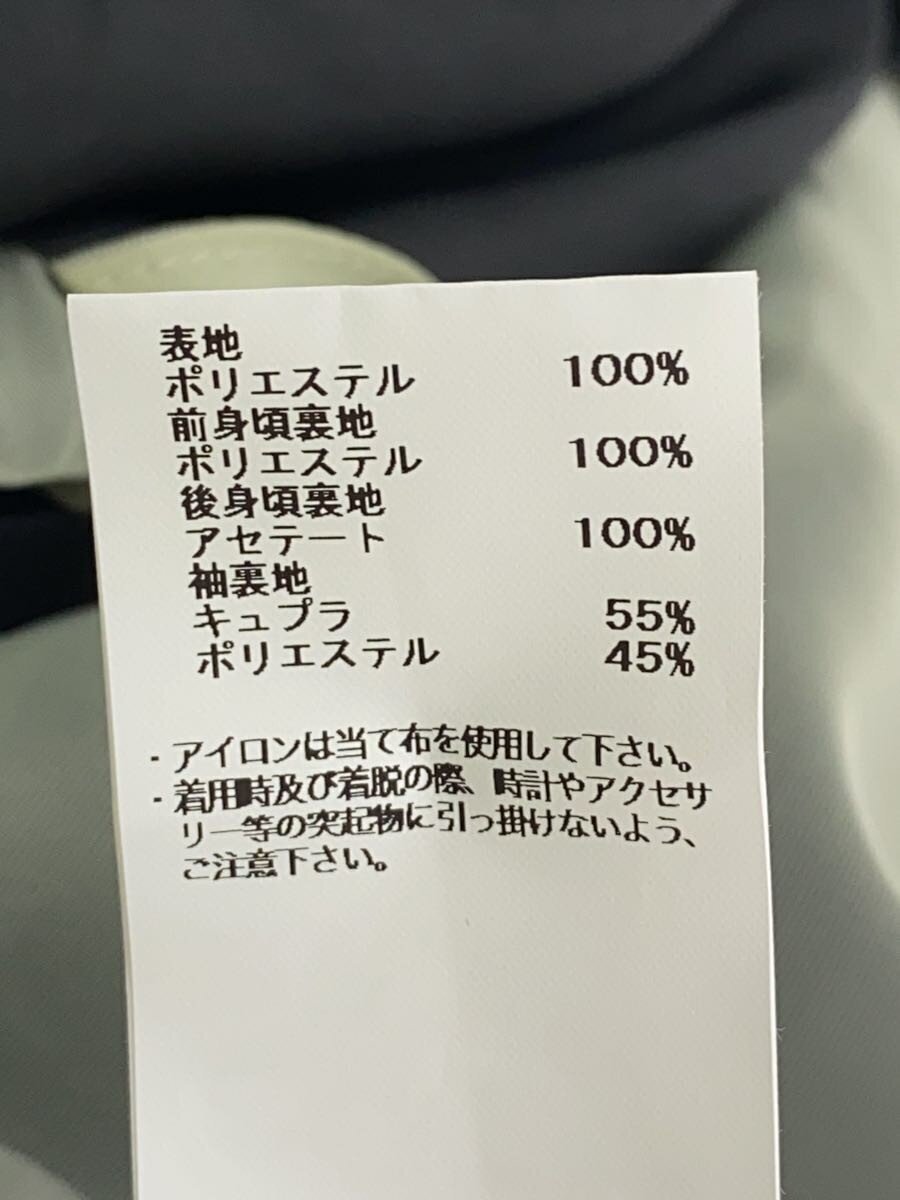 表地
ポリエステル 100%
前身頃裏地
ポリエステル 100%
後身頃裏地
アセテート 100%
袖裏地
キュプラ 55%
ポリエステル 45%
・アイロンは当て布を使用して下さい。
・着用時及び着脱の際、時計やアクセサ
リー等の突起物に引っ掛けないよう、
ご注意下さい。